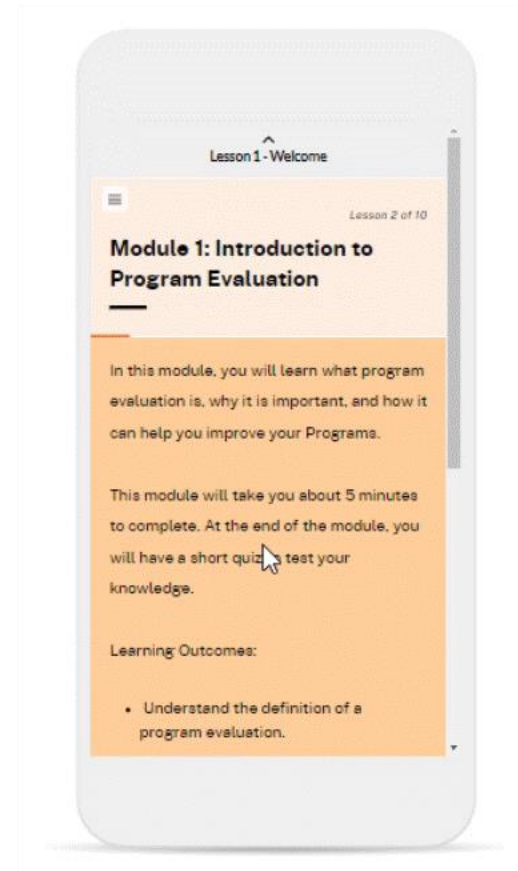 Lesson 1 - Welcome
Lesson 2 of 10
Module 1: Introduction to
Program Evaluation
In this module, you will learn what program
evaluation is, why it is important, and how it
can help you improve your Programs.
This module will take you about 5 minutes
to complete. At the end of the module, you
will have a short quiz test your
knowledge.
Learning Outcomes:
• Understand the definition of a
program evaluation.